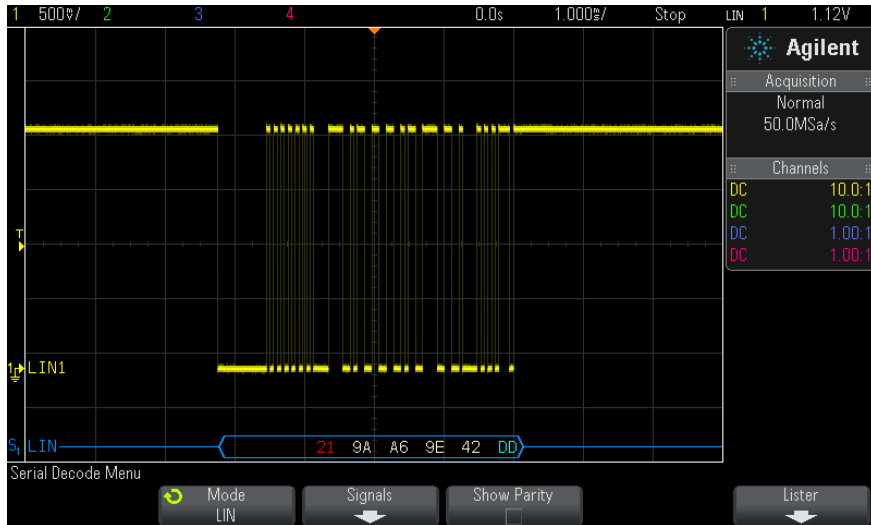 1 500▽/ 2 3 4 0.0s 1.000ms/ Stop LIN 1 1.12V
Agilent
Acquisition
Normal
50.0MSa/s
Channels
DC 10.0:1
DC 10.0:1
DC 1.00:1
DC 1.00:1
T
1 LIN1
S1 LIN 21 9A A6 9E 42 DD
Serial Decode Menu
Mode
LIN
Signals
Show Parity
Lister